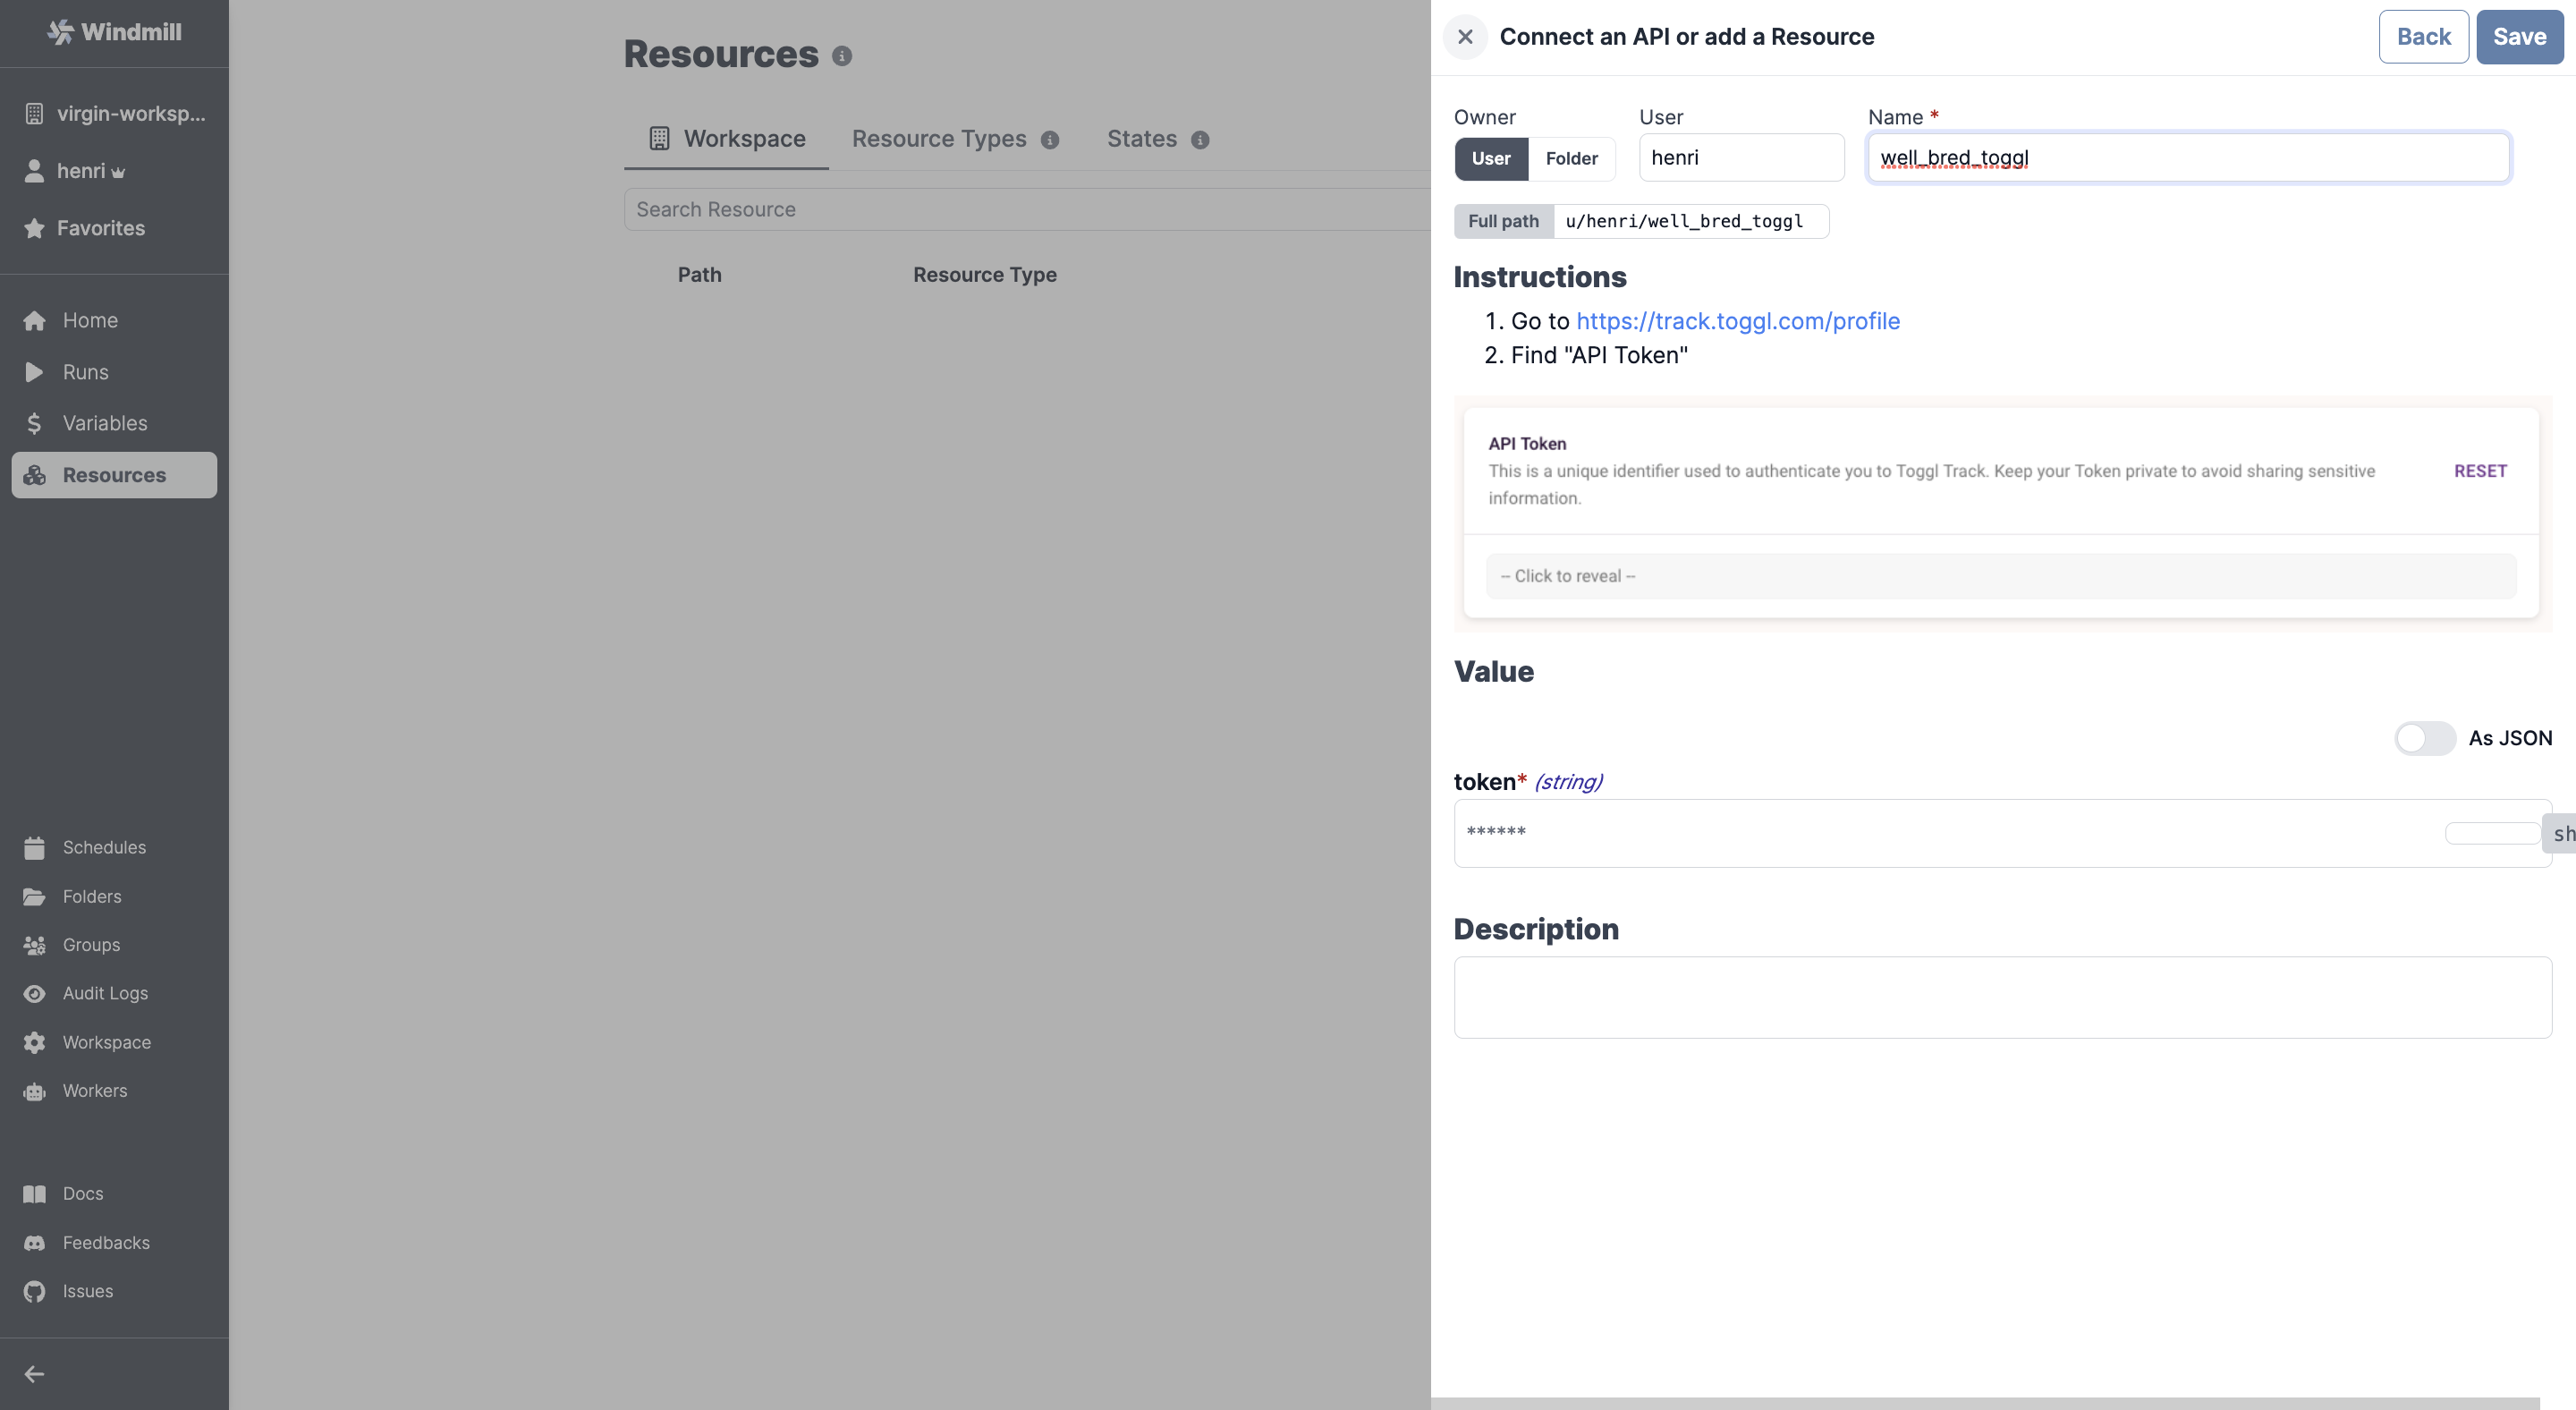 Windmill
virgin-worksp...
henri
Favorites
Home
Runs
Variables
Resources
Schedules
Folders
Groups
Audit Logs
Workspace
Workers
Docs
Feedbacks
Issues
Resources
Workspace
Resource Types
States
Search Resource
Path
Resource Type
Connect an API or add a Resource
Back
Save
Owner
User
Name *
User
Folder
henri
well_bred_toggl
Full path
u/henri/well_bred_toggl
Instructions
1. Go to https://track.toggl.com/profile
2. Find "API Token"
API Token
This is a unique identifier used to authenticate you to Toggl Track. Keep your Token private to avoid sharing sensitive
information.
RESET
-- Click to reveal --
Value
As JSON
token* (string)
******
sh
Description